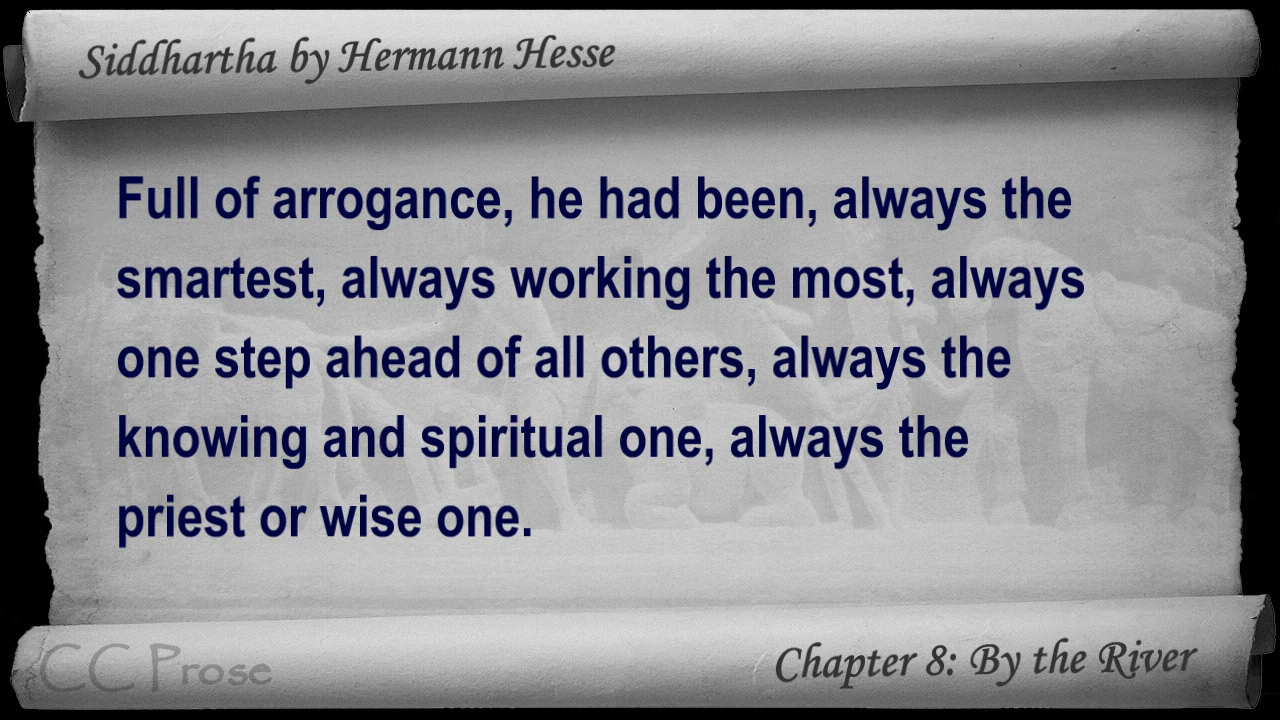 Siddhartha by Hermann Hesse
Full of arrogance, he had been, always the
smartest, always working the most, always
one step ahead of all others, always the
knowing and spiritual one, always the
priest or wise one.
CC Prose
Chapter 8: By the River